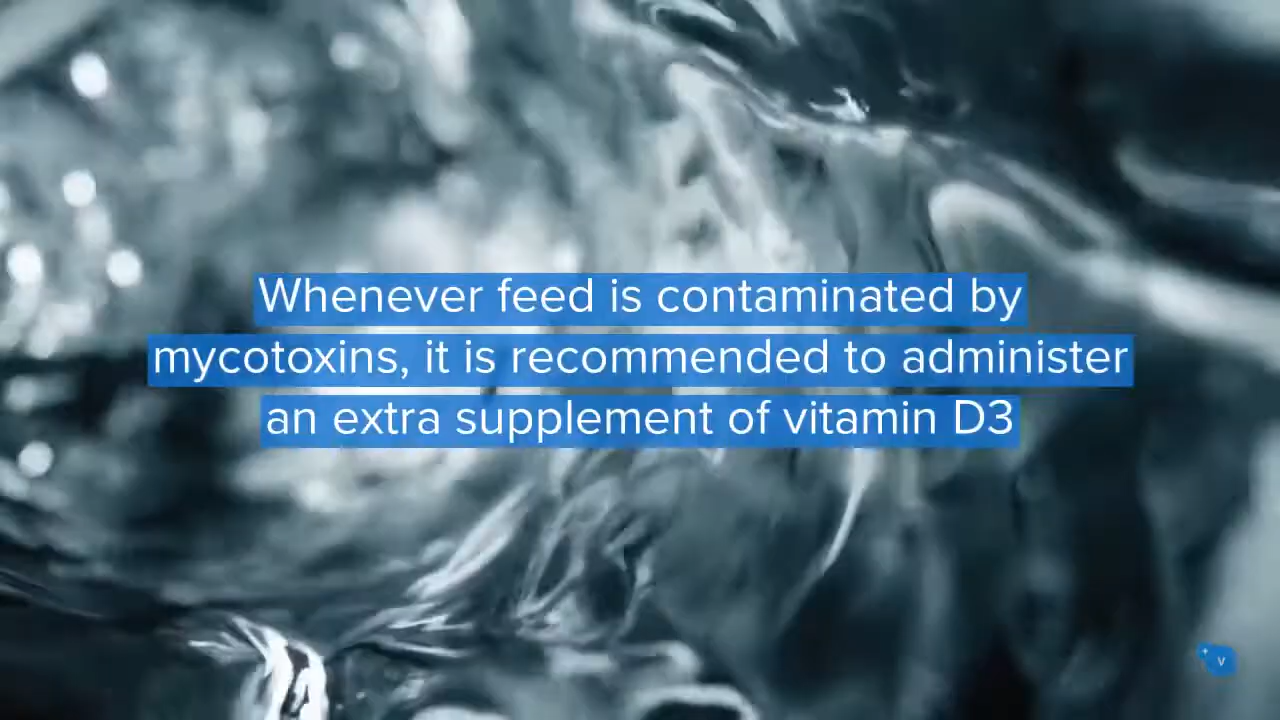 Whenever feed is contaminated by
mycotoxins, it is recommended to administer
an extra supplement of vitamin D3
+ v